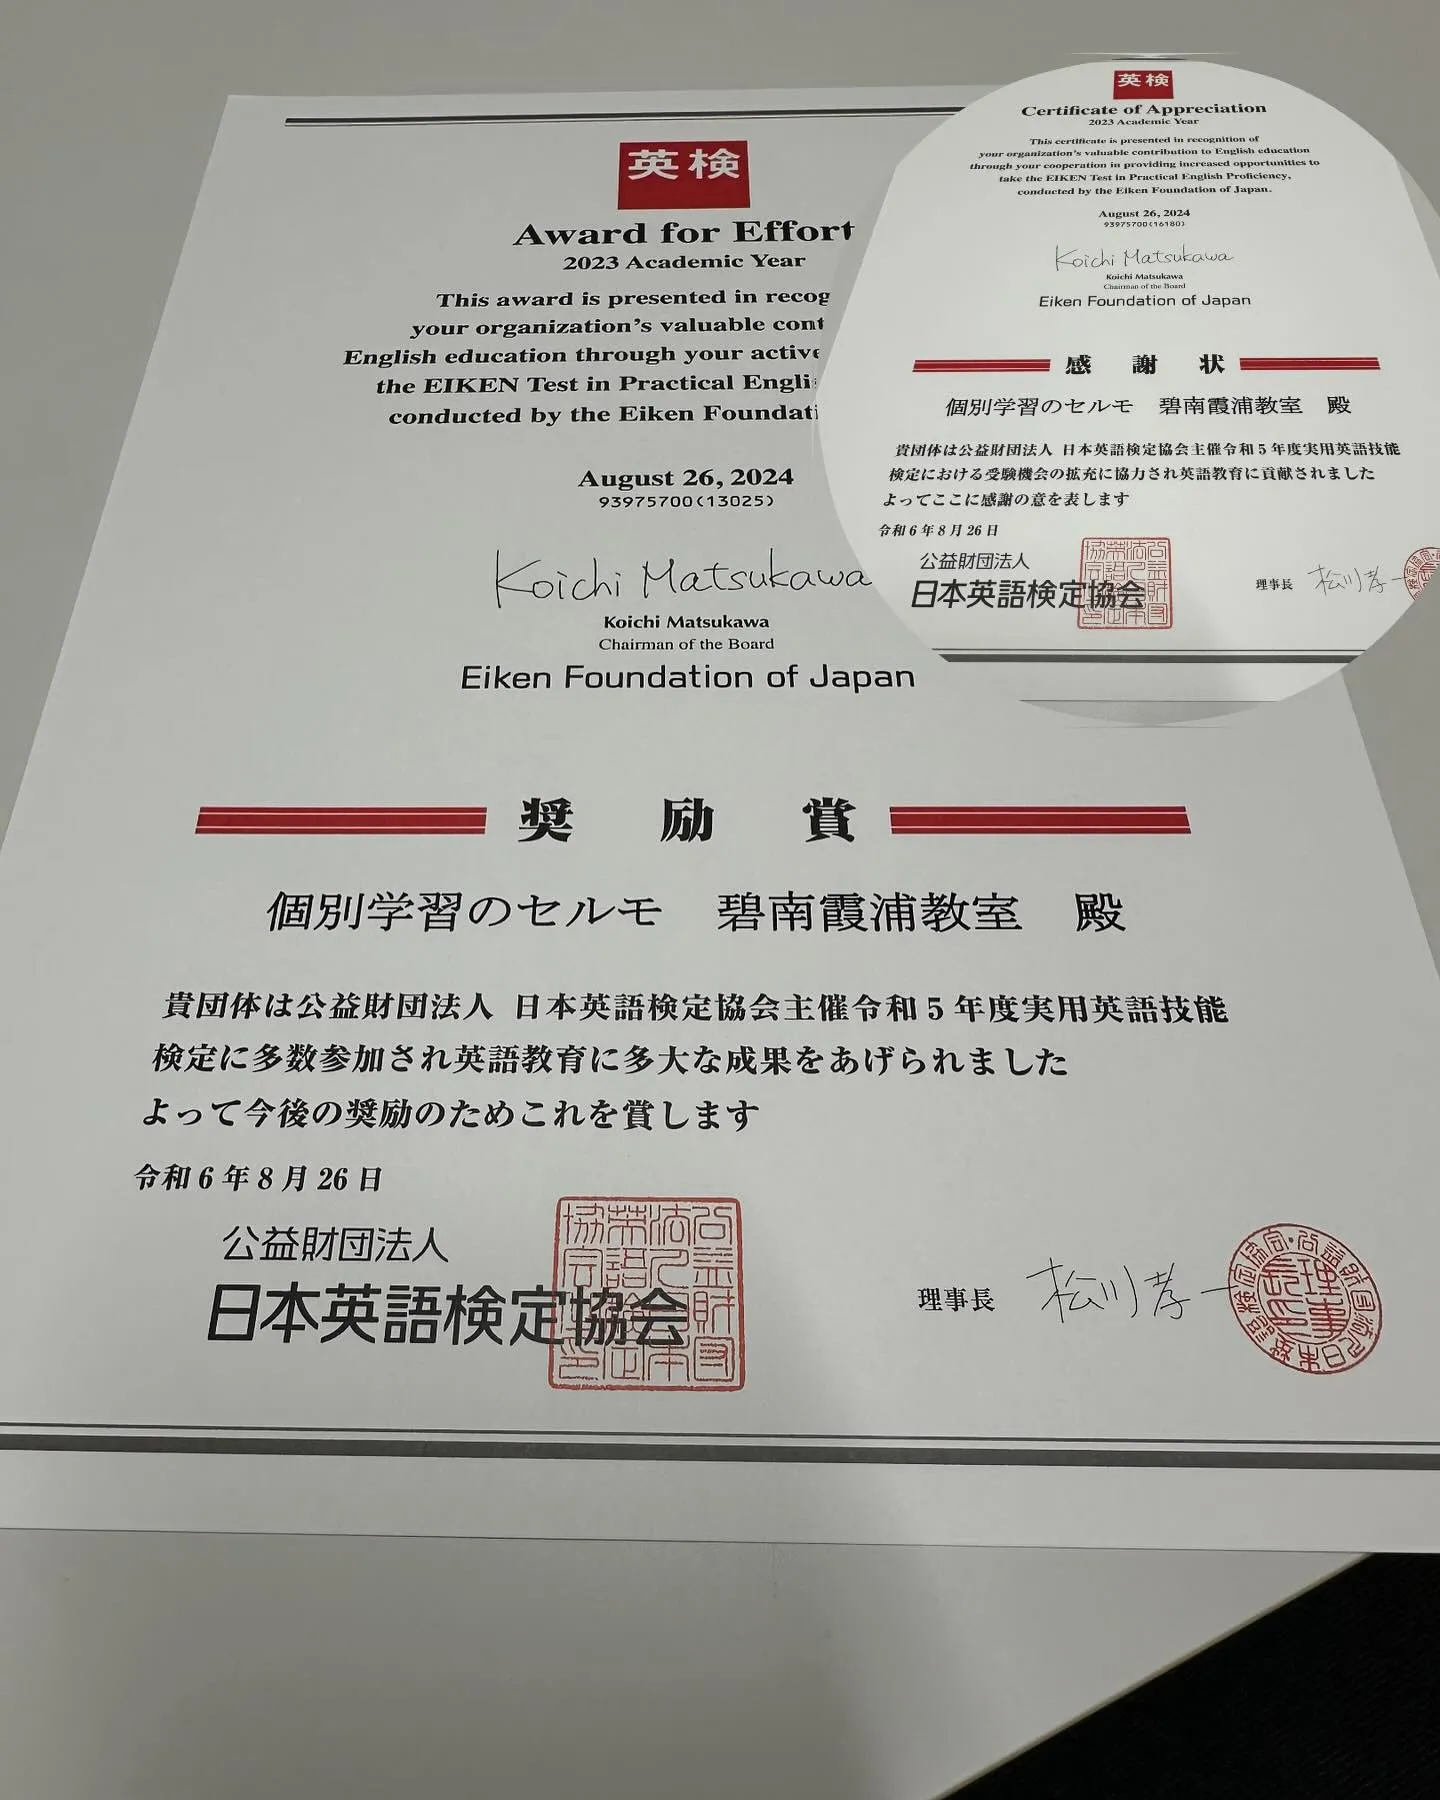 英検
Award for Effort
2023 Academic Year
This award is presented in recog
your organization's valuable cont
English education through your active
the EIKEN Test in Practical Engli
conducted by the Eiken Foundati
August 26, 2024
93975700(13025)
Koichi Matsukawa
Koichi Matsukawa
Chairman of the Board
Eiken Foundation of Japan
奨励賞
個別学習のセルモ 碧南霞浦教室 殿
貴団体は公益財団法人 日本英語検定協会主催令和5年度実用英語技能
検定に多数参加され英語教育に多大な成果をあげられました
よって今後の奨励のためこれを賞します
令和6年8月26日
公益財団法人
日本英語検定協会
理事長 松川孝一
英検
Certificate of Appreciation
2023 Academic Year
This certificate is presented in recognition of
your organization's valuable contribution to English education
through your cooperation in providing increased opportunities to
take the EIKEN Test in Practical English Proficiency,
conducted by the Eiken Foundation of Japan.
August 26, 2024
93975700(16180)
Koichi Matsukawa
Koichi Matsukawa
Chairman of the Board
Eiken Foundation of Japan
感謝状
個別学習のセルモ 碧南霞浦教室 殿
貴団体は公益財団法人 日本英語検定協会主催令和5年度実用英語技能
検定における受験機会の拡充に協力され英語教育に貢献されました
よってここに感謝の意を表します
令和6年8月26日
公益財団法人
日本英語検定協会
理事長 松川孝一